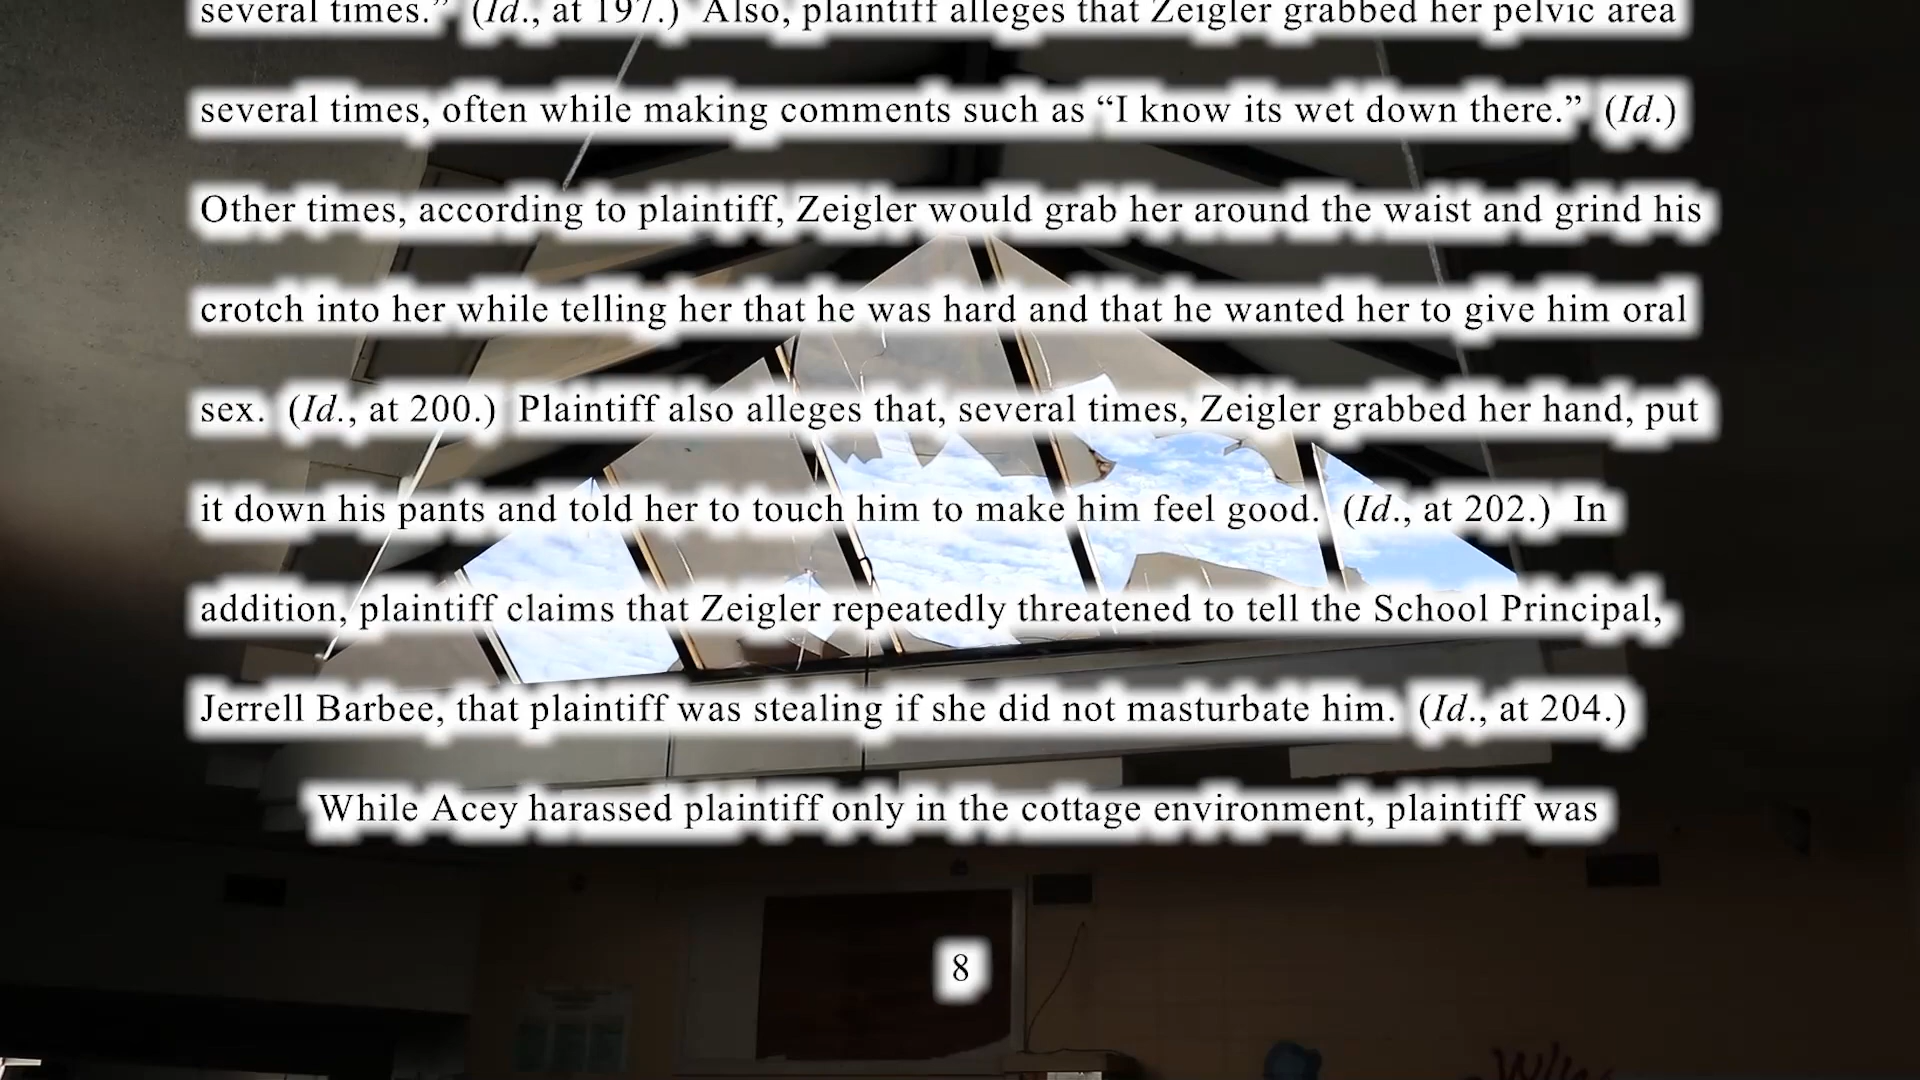 several times.” (Id., at 197.) Also, plaintiff alleges that Zeigler grabbed her pelvic area
several times, often while making comments such as “I know its wet down there.” (Id.)
Other times, according to plaintiff, Zeigler would grab her around the waist and grind his
crotch into her while telling her that he was hard and that he wanted her to give him oral
sex. (Id., at 200.) Plaintiff also alleges that, several times, Zeigler grabbed her hand, put
it down his pants and told her to touch him to make him feel good. (Id., at 202.) In
addition, plaintiff claims that Zeigler repeatedly threatened to tell the School Principal,
Jerrell Barbee, that plaintiff was stealing if she did not masturbate him. (Id., at 204.)
While Acey harassed plaintiff only in the cottage environment, plaintiff was
8